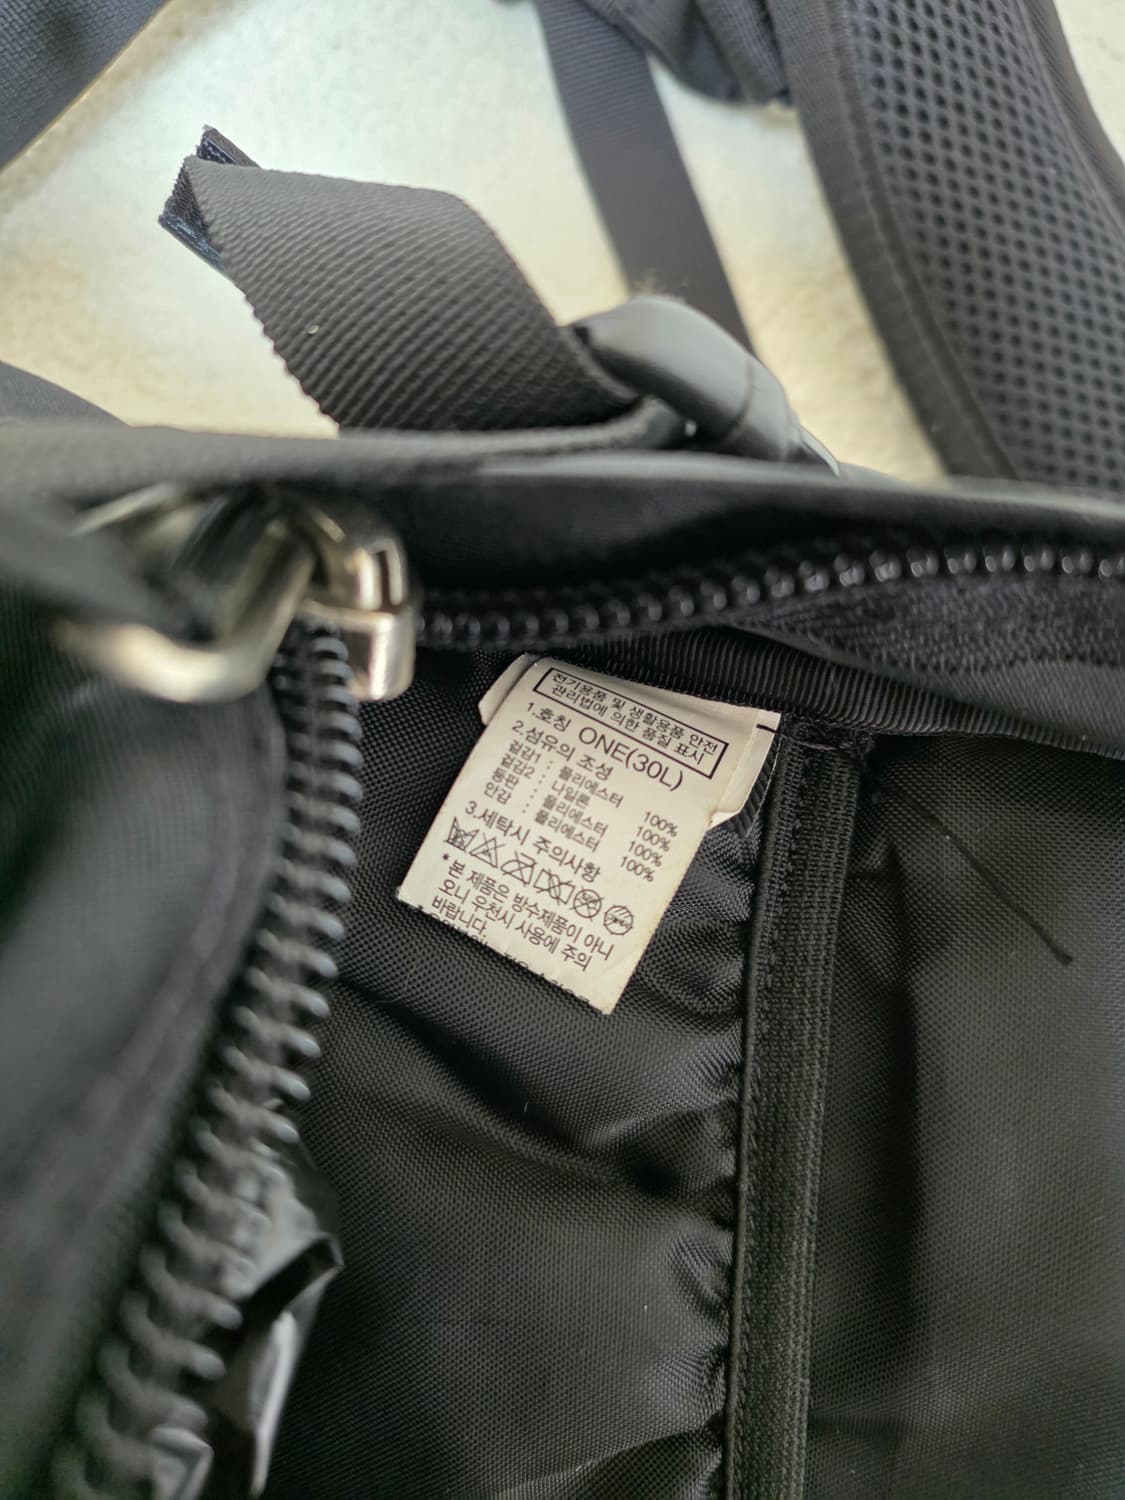 전기용품 및 생활용품 안전
관리법에 의한 품질 표시
1.호칭 ONE(30L)
2.섬유의 조성
겉감1 : 폴리에스터 100%
겉감2 : 나일론 100%
등판 : 폴리에스터 100%
안감 : 폴리에스터 100%
3.세탁시 주의사항
* 본 제품은 방수제품이 아니
오니 우천시 사용에 주의
바랍니다.